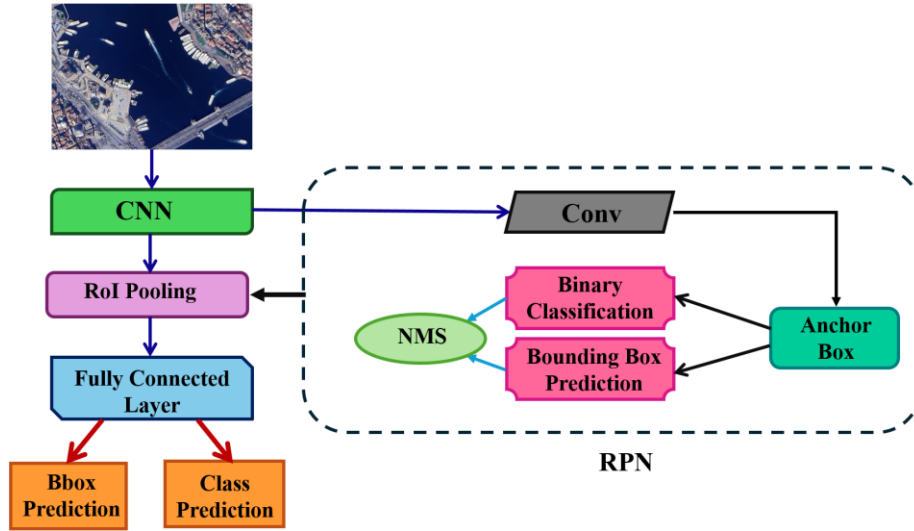 CNN
Conv
RoI Pooling
Binary
Classification
NMS
Anchor
Box
Bounding Box
Prediction
Fully Connected
Layer
RPN
Bbox
Prediction
Class
Prediction